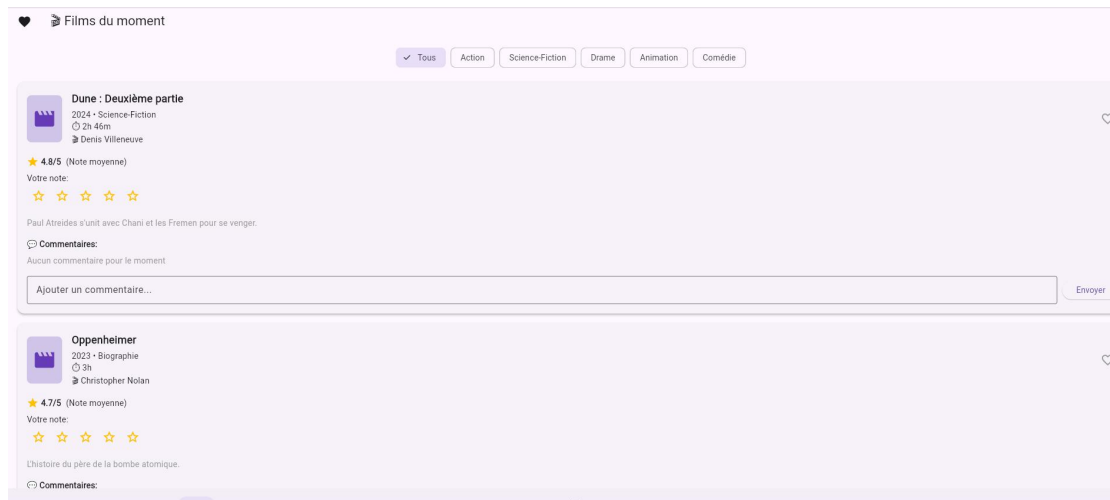 Films du moment
Tous Action Science-Fiction Drame Animation Comédie
Dune : Deuxième partie
2024 • Science-Fiction
2h 46m
Denis Villeneuve
4.8/5 (Note moyenne)
Votre note:
Paul Atreides s'unit avec Chani et les Fremen pour se venger.
Commentaires:
Aucun commentaire pour le moment
Ajouter un commentaire...
Envoyer
Oppenheimer
2023 • Biographie
3h
Christopher Nolan
4.7/5 (Note moyenne)
Votre note:
L'histoire du père de la bombe atomique.
Commentaires: